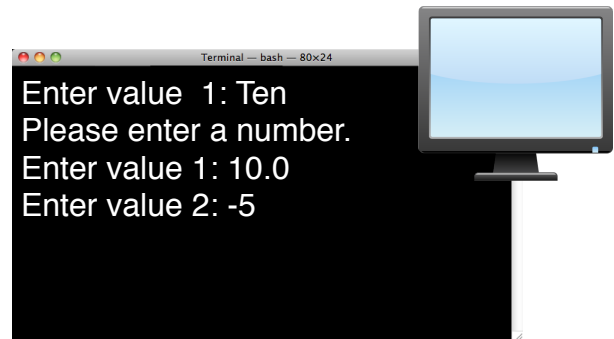 Terminal — bash — 80×24
Enter value  1: Ten
Please enter a number.
Enter value 1: 10.0
Enter value 2: -5